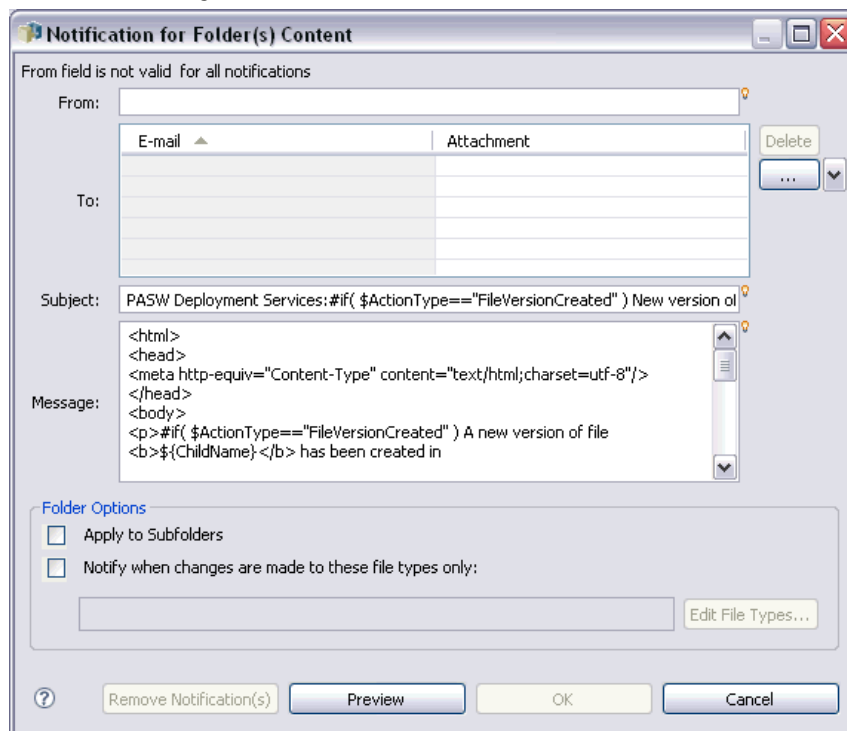 Notification for Folder(s) Content
From field is not valid for all notifications
From:
E-mail Attachment
Delete
...
To:
Subject: PASW Deployment Services:#if( $ActionType=="FileVersionCreated" ) New version
Message:
<html>
<head>
<meta http-equiv="Content-Type" content="text/html;charset=utf-8"/>
</head>
<body>
<p>#if( $ActionType=="FileVersionCreated" ) A new version of file
<b>${ChildName}</b> has been created in
Folder Options
Apply to Subfolders
Notify when changes are made to these file types only:
Edit File Types...
? Remove Notification(s) Preview OK Cancel